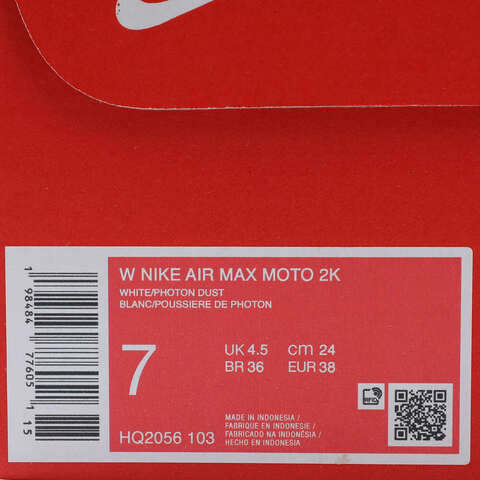 W NIKE AIR MAX MOTO 2K
WHITE/PHOTON DUST
BLANC/POUSSIERE DE PHOTON
7
UK 4.5 cm 24
BR 36 EUR 38
MADE IN INDONESIA /
FABRIQUE EN INDONESIE /
FABRICADO NA INDONÉSIA /
HECHO EN INDONESIA
HQ2056 103
RFID
1 98484 77605 115